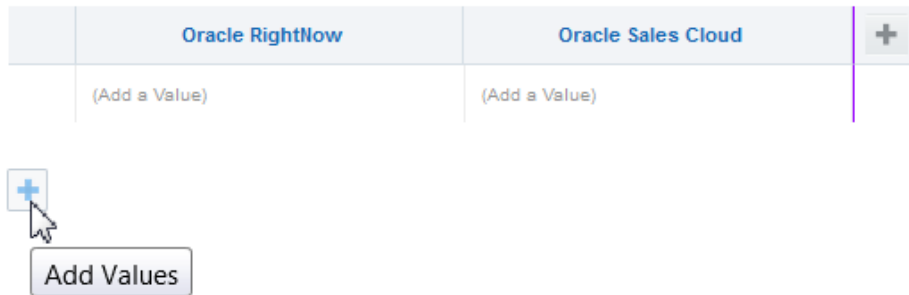 Oracle RightNow Oracle Sales Cloud
(Add a Value) (Add a Value)
Add Values